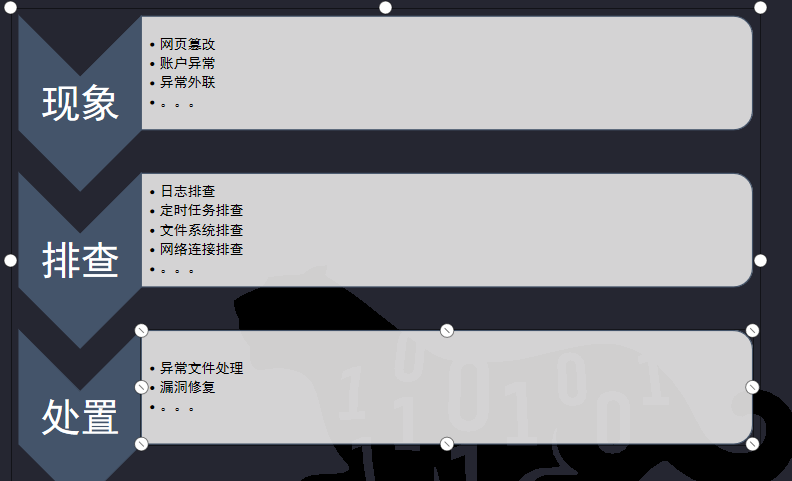 现象
• 网页篡改
• 账户异常
• 异常外联
• 。。。
排查
• 日志排查
• 定时任务排查
• 文件系统排查
• 网络连接排查
• 。。。
处置
• 异常文件处理
• 漏洞修复
• 。。。